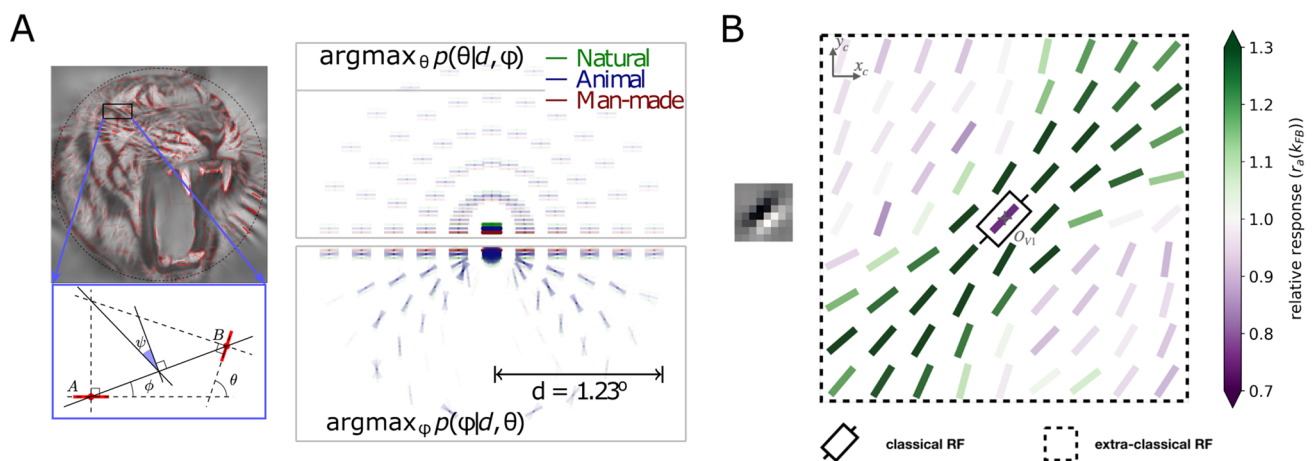 A
argmax_θ p(θ|d,φ)
Natural
Animal
Man-made
A
B
ψ
ϕ
θ
d = 1.23º
argmax_φ p(φ|d,θ)
B
y_c
x_c
O_V1
1.3
1.2
1.1
1.0
0.9
0.8
0.7
relative response (r_a(k_FB))
classical RF
extra-classical RF